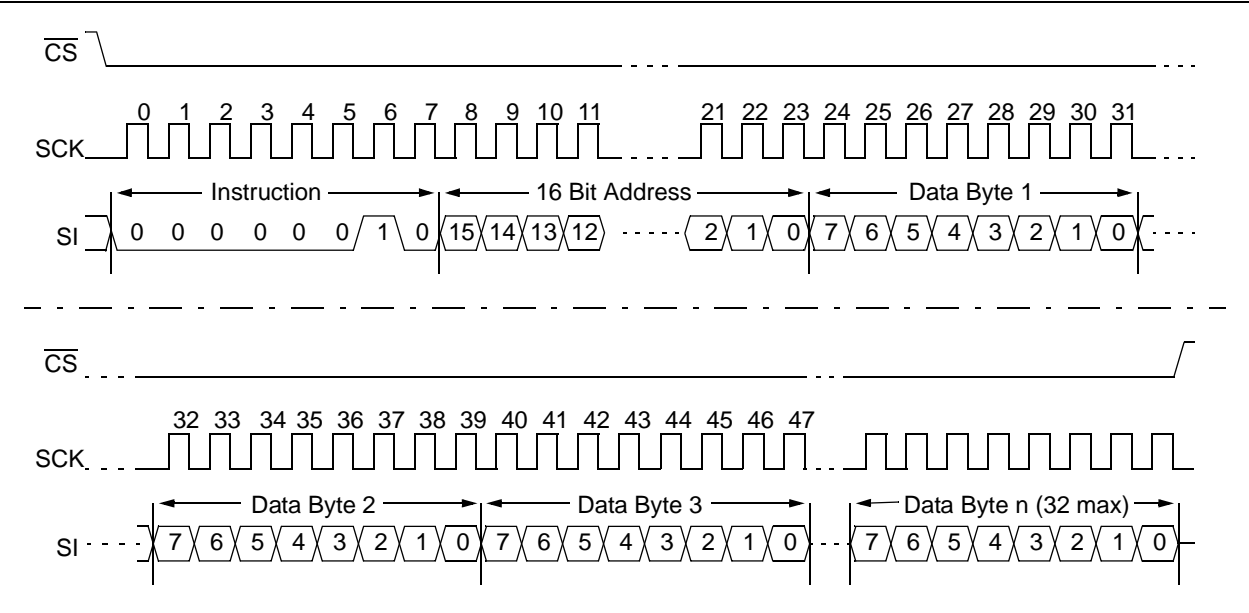 CS
0 1 2 3 4 5 6 7 8 9 10 11 21 22 23 24 25 26 27 28 29 30 31
SCK
Instruction 16 Bit Address Data Byte 1
SI 0 0 0 0 0 0 1 0 15 14 13 12 2 1 0 7 6 5 4 3 2 1 0
CS
32 33 34 35 36 37 38 39 40 41 42 43 44 45 46 47
SCK
Data Byte 2 Data Byte 3 Data Byte n (32 max)
SI 7 6 5 4 3 2 1 0 7 6 5 4 3 2 1 0 7 6 5 4 3 2 1 0